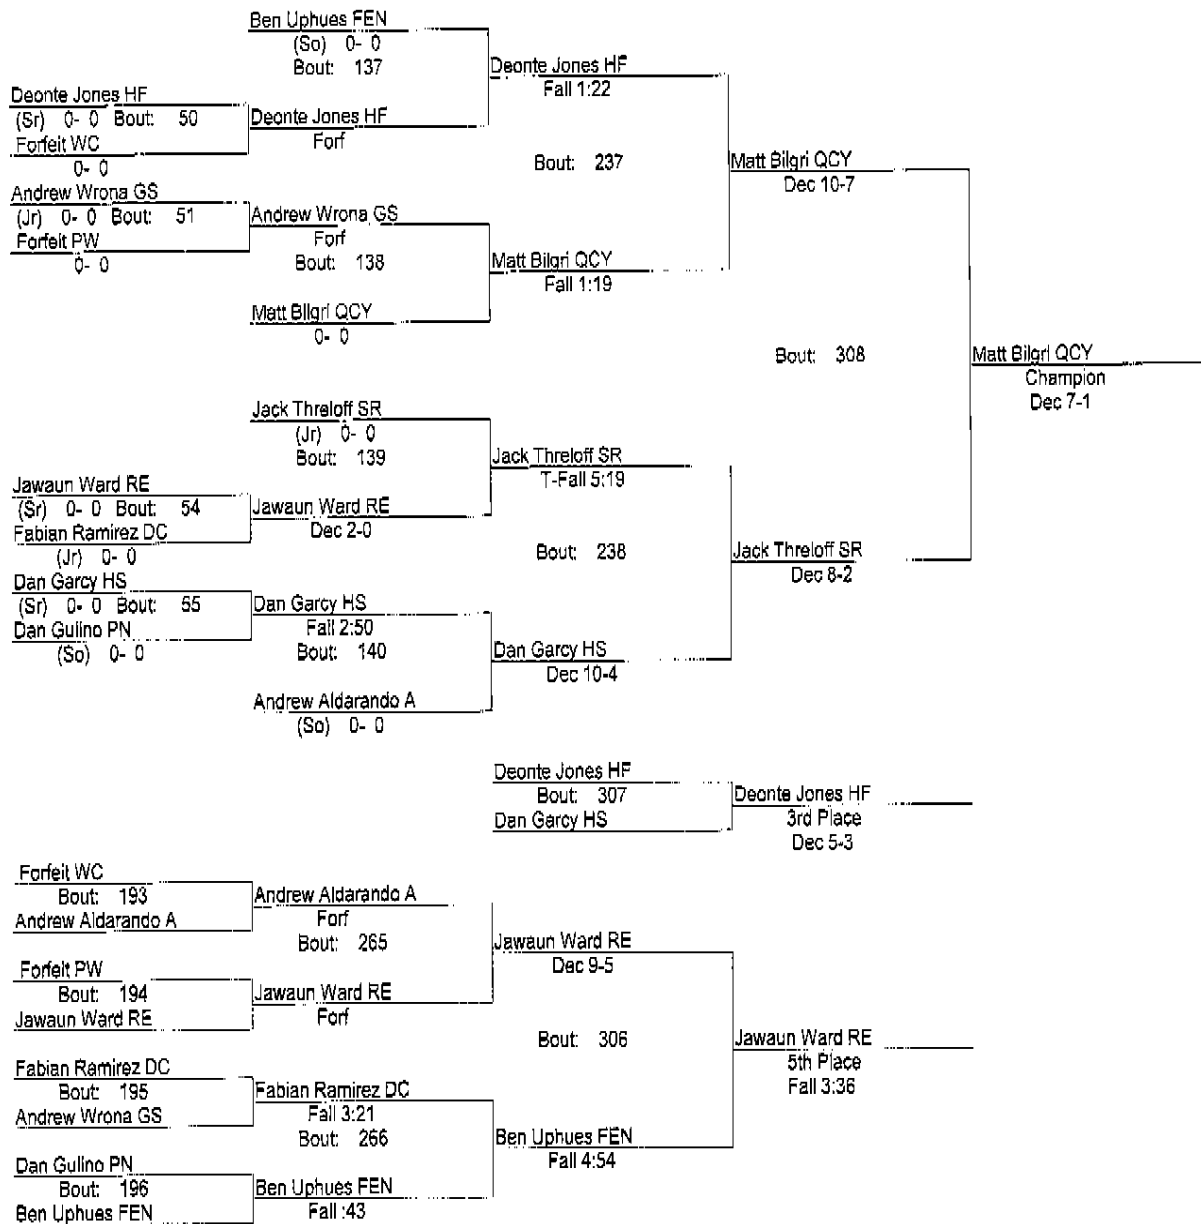 Ben Uphues FEN
(So) 0- 0
Bout: 137
Deonte Jones HF
Fall 1:22
Deonte Jones HF
(Sr) 0- 0 Bout: 50
Deonte Jones HF
Forf
Forfeit WC
0- 0
Bout: 237
Matt Bilgri QCY
Dec 10-7
Andrew Wrona GS
(Jr) 0- 0 Bout: 51
Andrew Wrona GS
Forf
Forfeit PW
0- 0
Bout: 138
Matt Bilgri QCY
Fall 1:19
Matt Bilgri QCY
0- 0
Bout: 308
Matt Bilgri QCY
Champion
Dec 7-1
Jack Threloff SR
(Jr) 0- 0
Bout: 139
Jack Threloff SR
T-Fall 5:19
Jawaun Ward RE
(Sr) 0- 0 Bout: 54
Jawaun Ward RE
Dec 2-0
Fabian Ramirez DC
(Jr) 0- 0
Bout: 238
Jack Threloff SR
Dec 8-2
Dan Garcy HS
(Sr) 0- 0 Bout: 55
Dan Garcy HS
Fall 2:50
Dan Gulino PN
(So) 0- 0
Bout: 140
Dan Garcy HS
Dec 10-4
Andrew Aldarando A
(So) 0- 0
Deonte Jones HF
Bout: 307
Deonte Jones HF
3rd Place
Dec 5-3
Dan Garcy HS
Forfeit WC
Bout: 193
Andrew Aldarando A
Andrew Aldarando A
Forf
Bout: 265
Jawaun Ward RE
Dec 9-5
Forfeit PW
Bout: 194
Jawaun Ward RE
Jawaun Ward RE
Forf
Bout: 306
Jawaun Ward RE
5th Place
Fall 3:36
Fabian Ramirez DC
Bout: 195
Andrew Wrona GS
Fabian Ramirez DC
Fall 3:21
Bout: 266
Ben Uphues FEN
Fall 4:54
Dan Gulino PN
Bout: 196
Ben Uphues FEN
Ben Uphues FEN
Fall :43